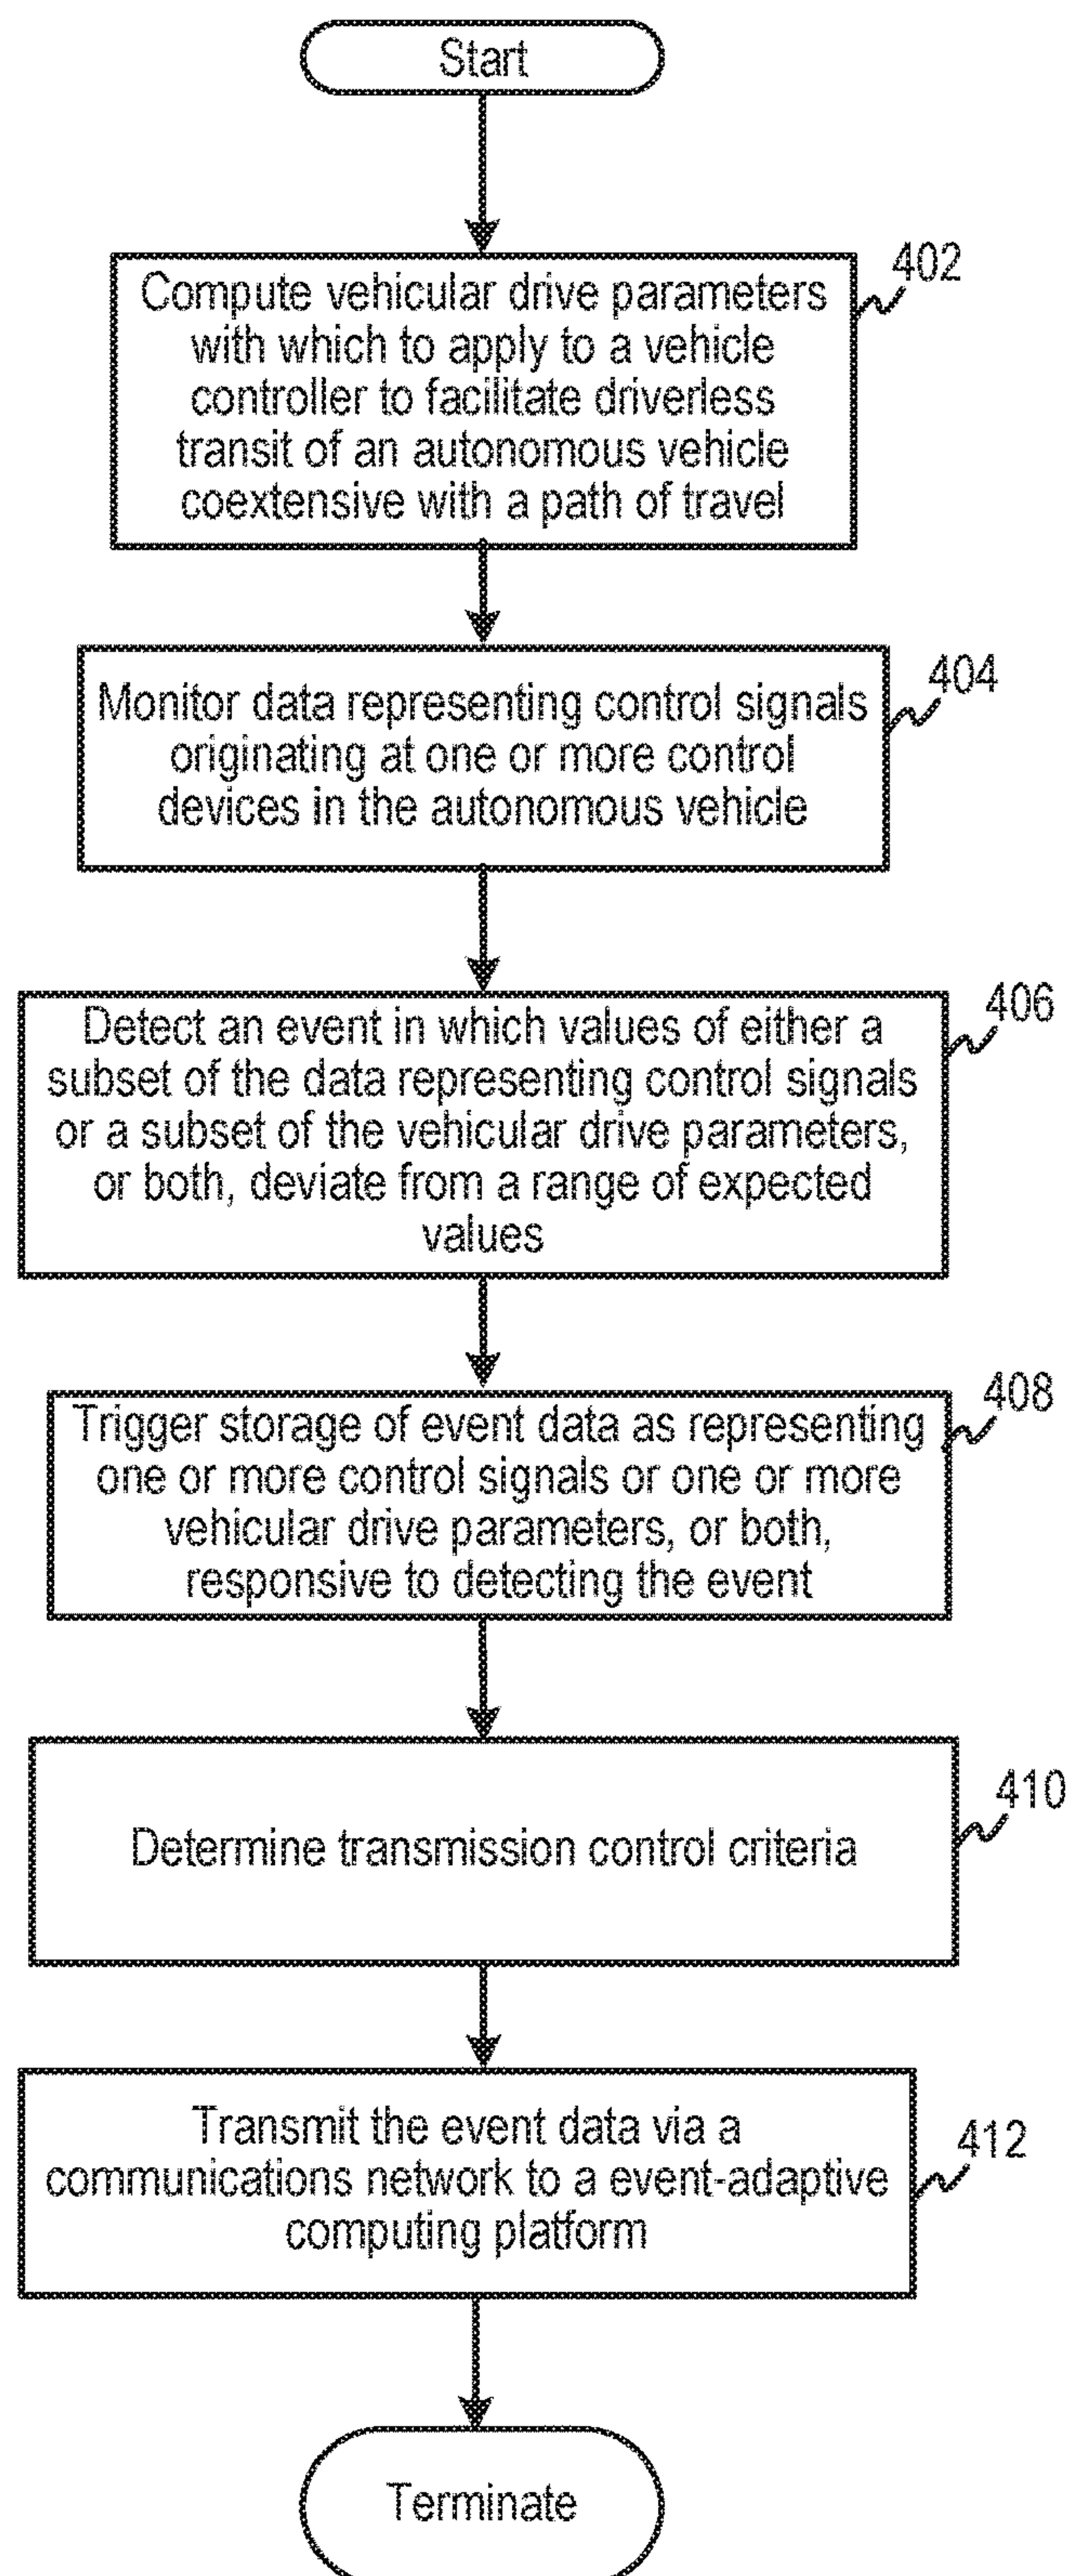 Start
402
Compute vehicular drive parameters
with which to apply to a vehicle
controller to facilitate driverless
transit of an autonomous vehicle
coextensive with a path of travel
404
Monitor data representing control signals
originating at one or more control
devices in the autonomous vehicle
406
Detect an event in which values of either a
subset of the data representing control signals
or a subset of the vehicular drive parameters,
or both, deviate from a range of expected
values
408
Trigger storage of event data as representing
one or more control signals or one or more
vehicular drive parameters, or both,
responsive to detecting the event
410
Determine transmission control criteria
412
Transmit the event data via a
communications network to a event-adaptive
computing platform
Terminate